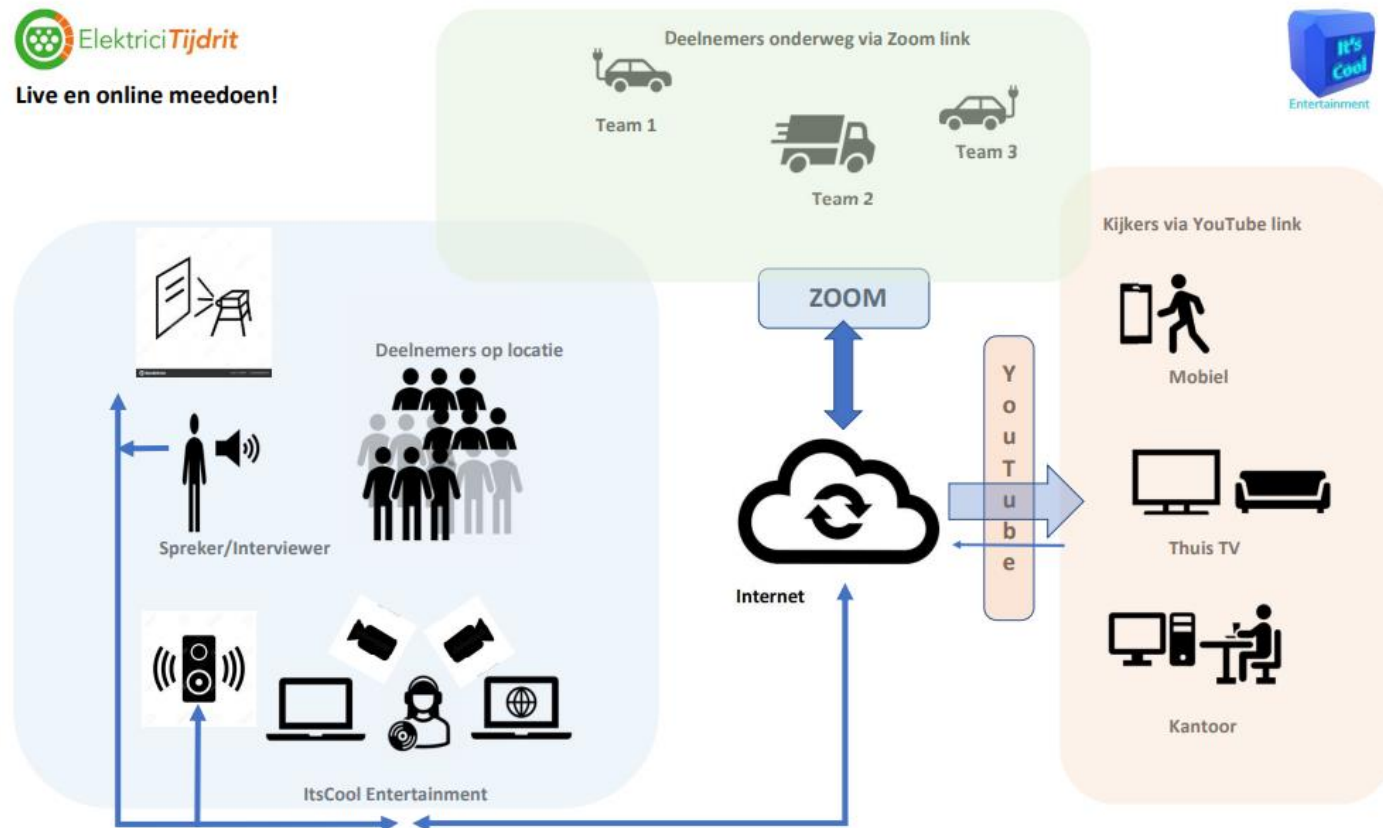 ElektriciTijdrit
Live en online meedoen!
It's
Cool
Entertainment
Deelnemers onderweg via Zoom link
Team 1
Team 2
Team 3
Kijkers via YouTube link
Mobiel
Thuis TV
Kantoor
ZOOM
YouTube
Internet
Deelnemers op locatie
Spreker/Interviewer
ItsCool Entertainment